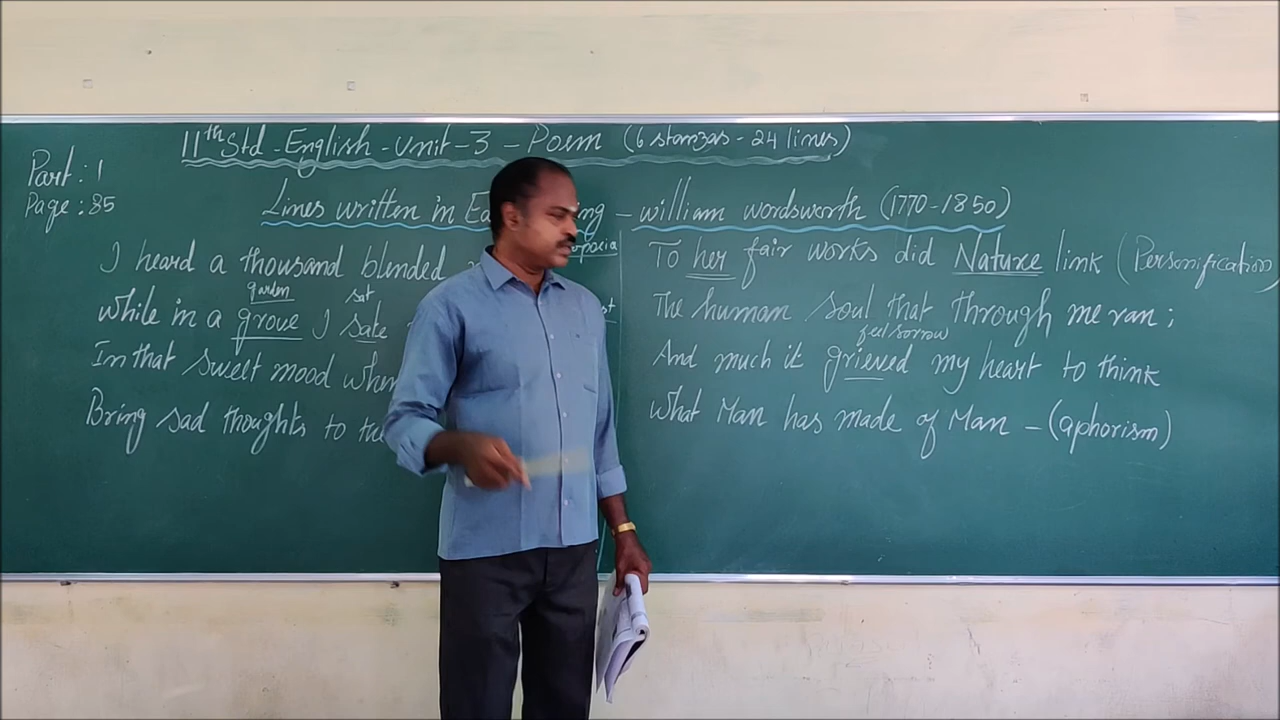 11th Std - English - Unit - 3 - Poem (6 stanzas - 24 lines)
Part : 1
Page : 85
Lines written in Ea ng - william wordsworth (1770 - 1850)
I heard a thousand blended
garden sat
while in a grove I sate
In that sweet mood when
Bring sad thoughts to
To her fair works did Nature link (Personification)
The human soul that through me ran;
feel sorrow
And much it grieved my heart to think
what Man has made of Man - (aphorism)